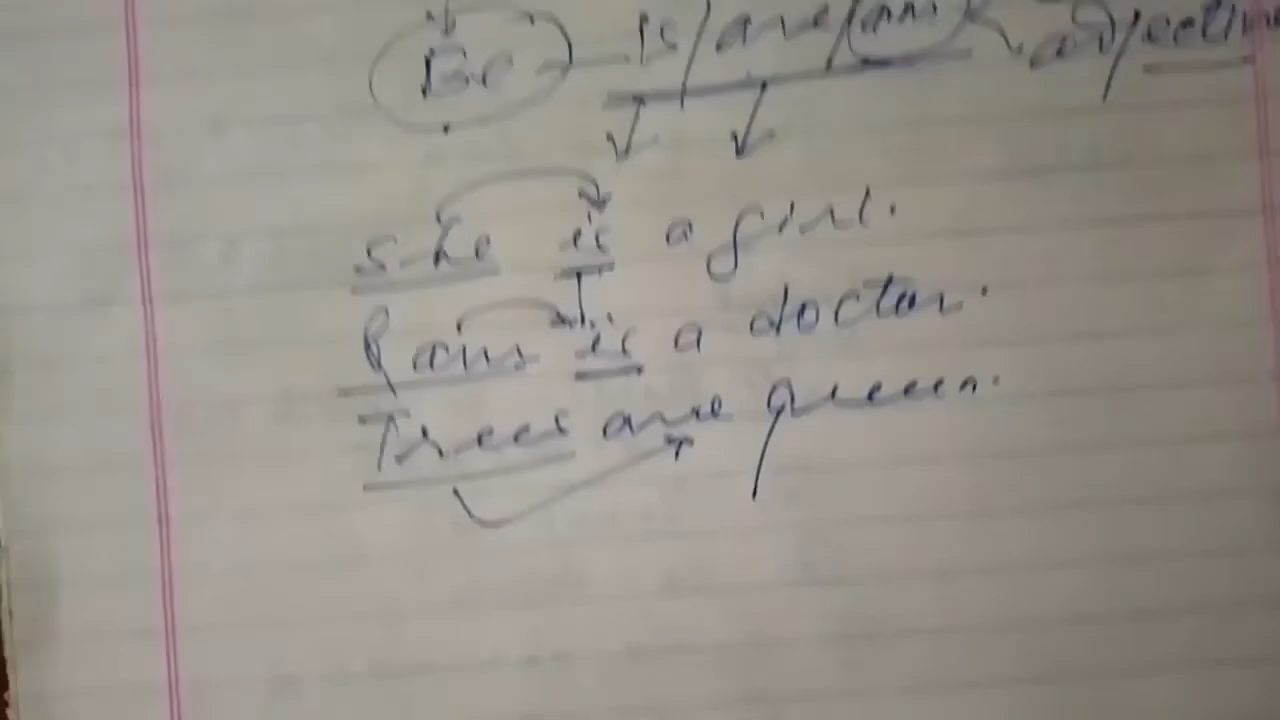 Be - is/are/am adjective
she is a girl.
is a doctor.
Trees are green.